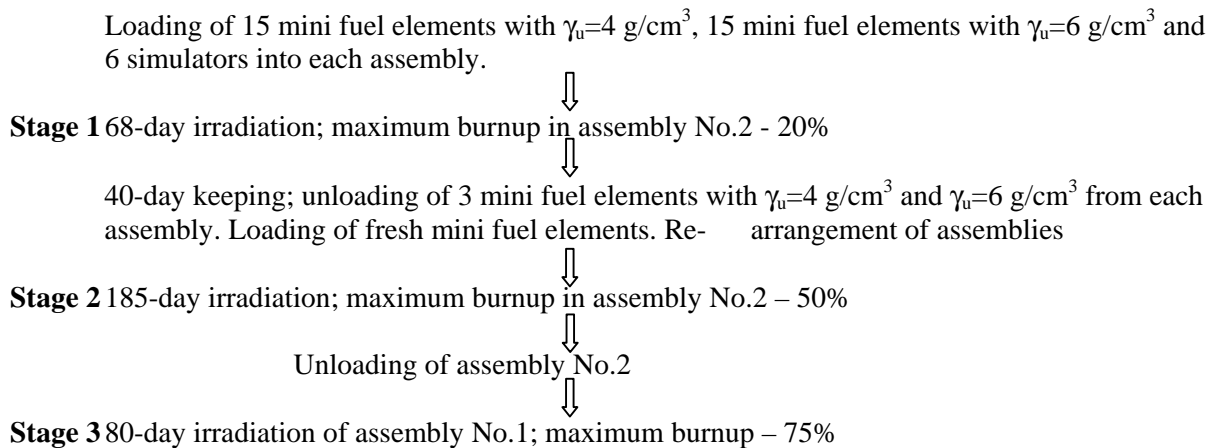 Loading of 15 mini fuel elements with γu=4 g/cm3, 15 mini fuel elements with γu=6 g/cm3 and
6 simulators into each assembly.
Stage 1 68-day irradiation; maximum burnup in assembly No.2 - 20%
40-day keeping; unloading of 3 mini fuel elements with γu=4 g/cm3 and γu=6 g/cm3 from each
assembly. Loading of fresh mini fuel elements. Re- arrangement of assemblies
Stage 2 185-day irradiation; maximum burnup in assembly No.2 – 50%
Unloading of assembly No.2
Stage 3 80-day irradiation of assembly No.1; maximum burnup – 75%